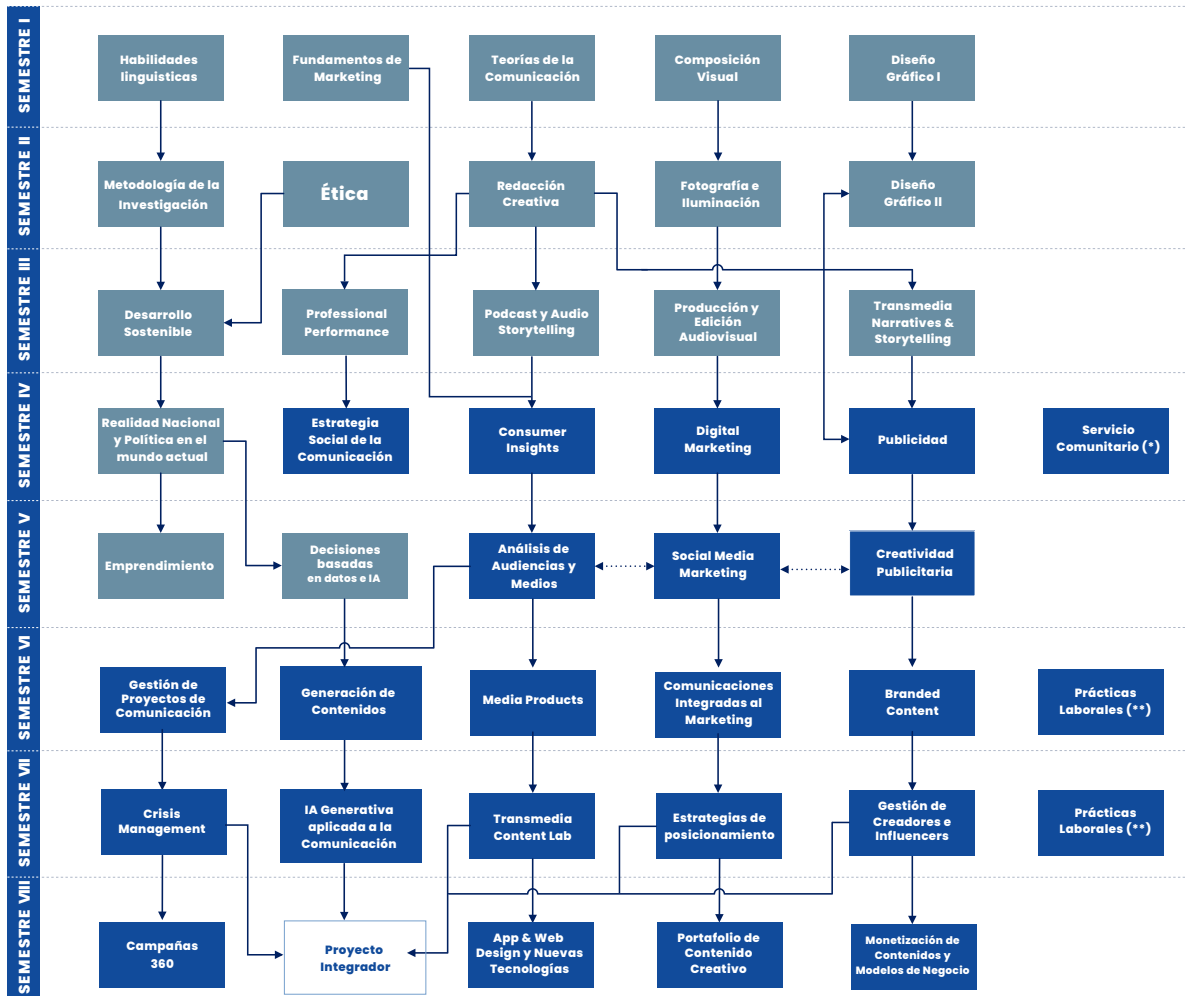 SEMESTRE I
Habilidades
linguisticas
Fundamentos de
Marketing
Teorías de la
Comunicación
Composición
Visual
Diseño
Gráfico I
SEMESTRE II
Metodología de la
Investigación
Ética
Redacción
Creativa
Fotografía e
Iluminación
Diseño
Gráfico II
SEMESTRE III
Desarrollo
Sostenible
Professional
Performance
Podcast y Audio
Storytelling
Producción y
Edición
Audiovisual
Transmedia
Narratives &
Storytelling
SEMESTRE IV
Realidad Nacional
y Política en el
mundo actual
Estrategia
Social de la
Comunicación
Consumer
Insights
Digital
Marketing
Publicidad
Servicio
Comunitario (*)
SEMESTRE V
Emprendimiento
Decisiones
basadas
en datos e IA
Análisis de
Audiencias y
Medios
Social Media
Marketing
Creatividad
Publicitaria
SEMESTRE VI
Gestión de
Proyectos de
Comunicación
Generación de
Contenidos
Media Products
Comunicaciones
Integradas al
Marketing
Branded
Content
Prácticas
Laborales (**)
SEMESTRE VII
Crisis
Management
IA Generativa
aplicada a la
Comunicación
Transmedia
Content Lab
Estrategias de
posicionamiento
Gestión de
Creadores e
Influencers
Prácticas
Laborales (**)
SEMESTRE VIII
Campañas
360
Proyecto
Integrador
App & Web
Design y Nuevas
Tecnologías
Portafolio de
Contenido
Creativo
Monetización de
Contenidos y
Modelos de Negocio